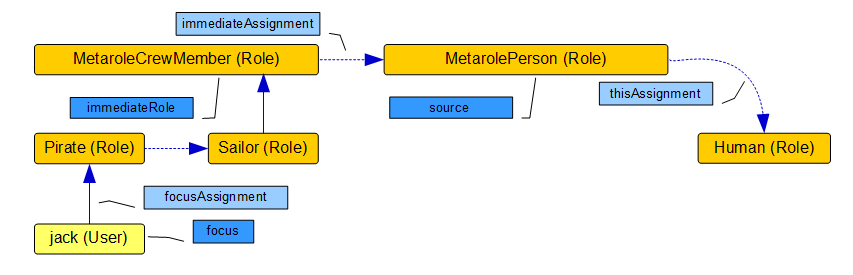 immediateAssignment
MetaroleCrewMember (Role)
MetarolePerson (Role)
immediateRole
source
thisAssignment
Pirate (Role)
Sailor (Role)
Human (Role)
focusAssignment
jack (User)
focus